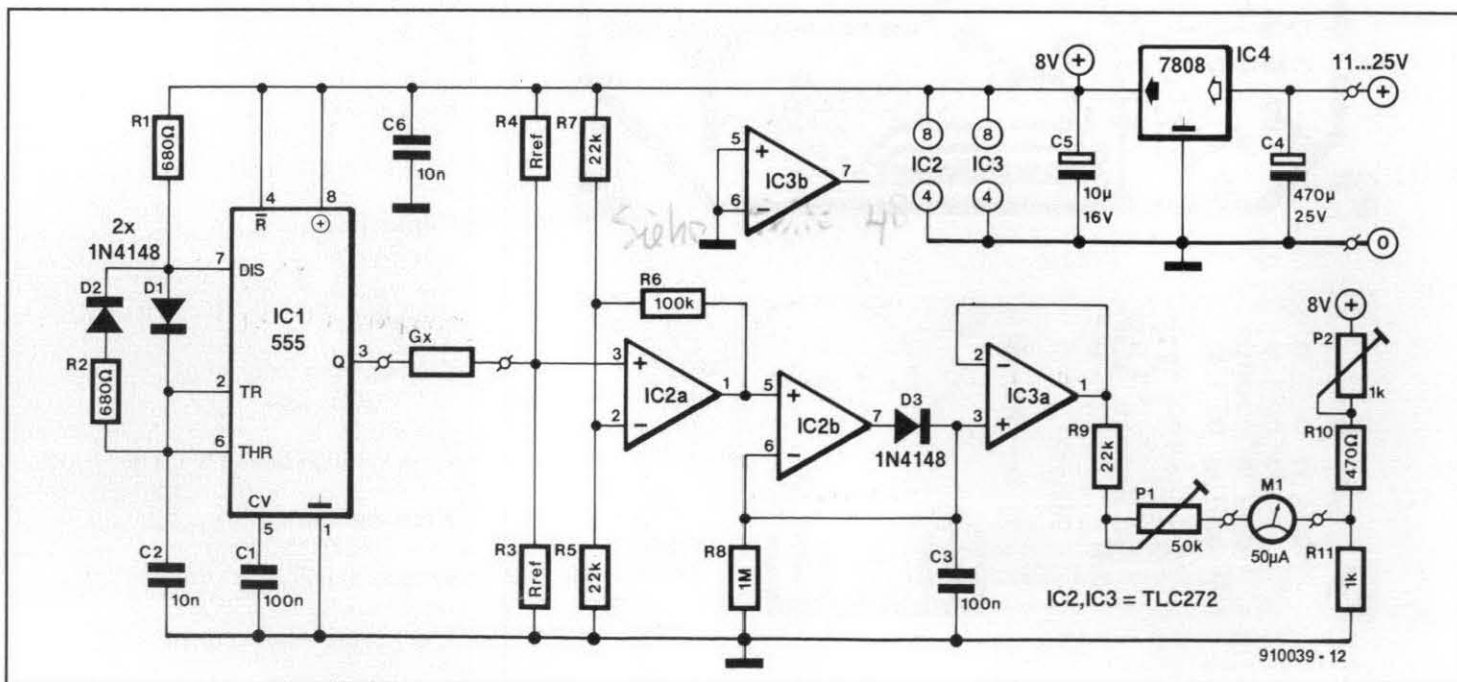 8V
+
7808
IC4
11...25V
+
R1
680Ω
C6
10n
R4
Rref
R7
22k
5
+
6
-
IC3b
7
8
IC2
4
8
IC3
4
C5
10µ
16V
C4
470µ
25V
0
4
R
8
+
2x
1N4148
D2
D1
7
DIS
IC1
555
R2
680Ω
2
TR
6
THR
Q
3
Gx
CV
5
1
R6
100k
3
+
2
-
IC2a
1
5
+
6
-
IC2b
7
D3
1N4148
2
-
3
+
IC3a
1
R9
22k
8V
+
P2
1k
R10
470Ω
P1
50k
M1
50µA
R11
1k
C2
10n
C1
100n
R3
Rref
R5
22k
R8
1M
C3
100n
IC2,IC3 = TLC272
910039 - 12